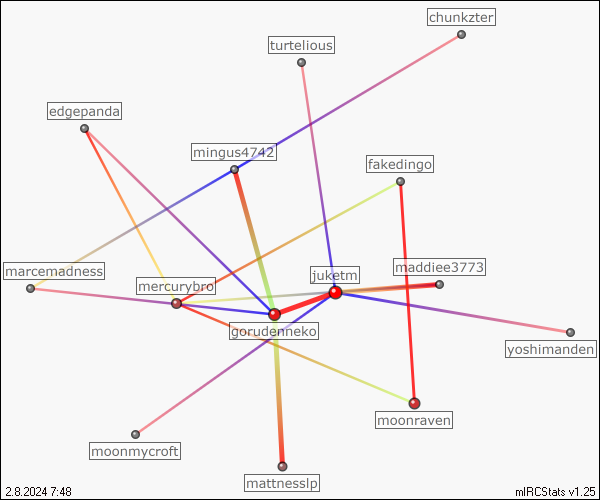 chunkzter
turtelious
edgepanda
mingus4742
fakedingo
marcemadness
mercurybro
juketm
maddiee3773
gorudenneko
yoshimanden
moonraven
moonmycroft
mattnesslp
2.8.2024 7:48
mIRCStats v1.25